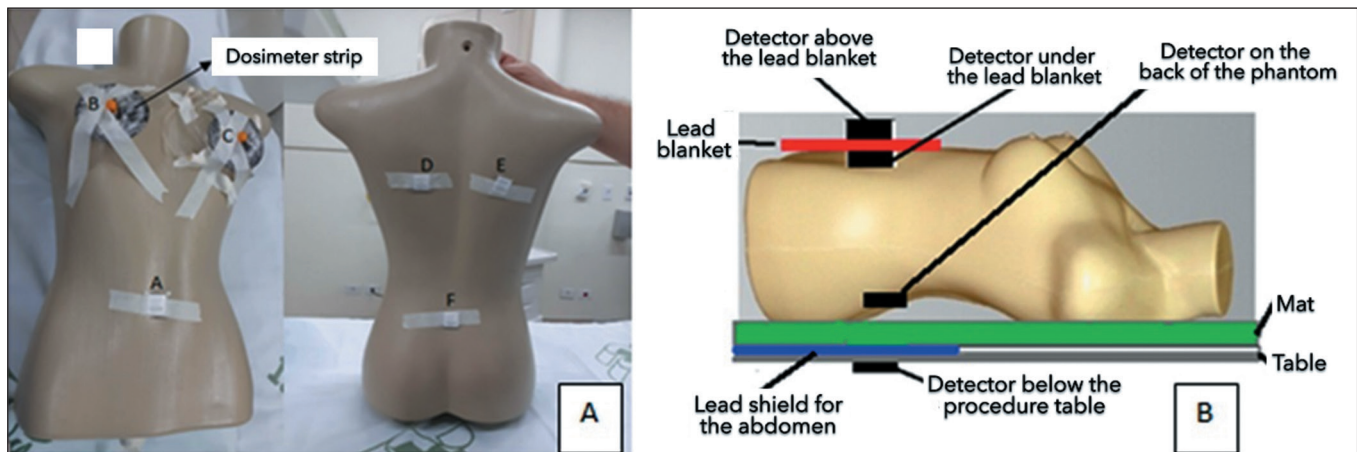 Dosimeter strip
B
C
A
D
E
F
A
Detector above
the lead blanket
Detector under
the lead blanket
Detector on the
back of the phantom
Lead
blanket
Mat
Table
Lead shield for
the abdomen
Detector below the
procedure table
B